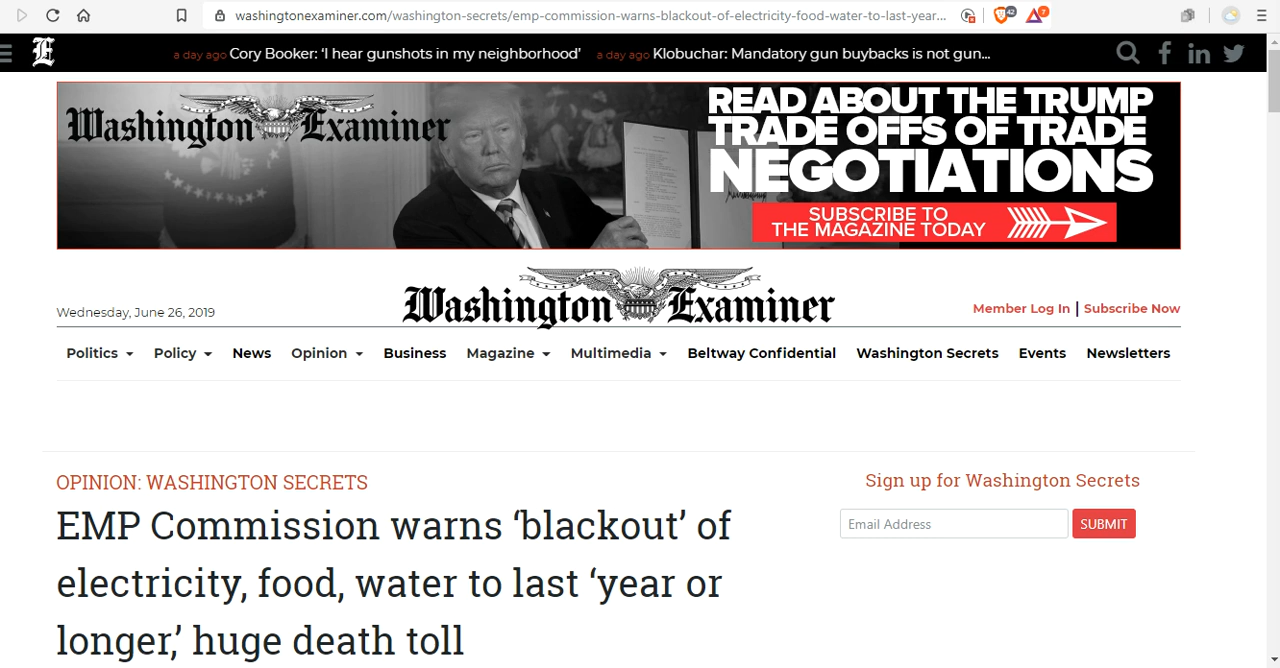 washingtonexaminer.com/washington-secrets/emp-commission-warns-blackout-of-electricity-food-water-to-last-year...
42
7
E
a day ago Cory Booker: ‘I hear gunshots in my neighborhood’ a day ago Klobuchar: Mandatory gun buybacks is not gun...
Washington Examiner
READ ABOUT THE TRUMP
TRADE OFFS OF TRADE
NEGOTIATIONS
SUBSCRIBE TO
THE MAGAZINE TODAY
Wednesday, June 26, 2019
Washington Examiner
Member Log In | Subscribe Now
Politics Policy News Opinion Business Magazine Multimedia Beltway Confidential Washington Secrets Events Newsletters
OPINION: WASHINGTON SECRETS
EMP Commission warns ‘blackout’ of
electricity, food, water to last ‘year or
longer,’ huge death toll
Sign up for Washington Secrets
Email Address
SUBMIT